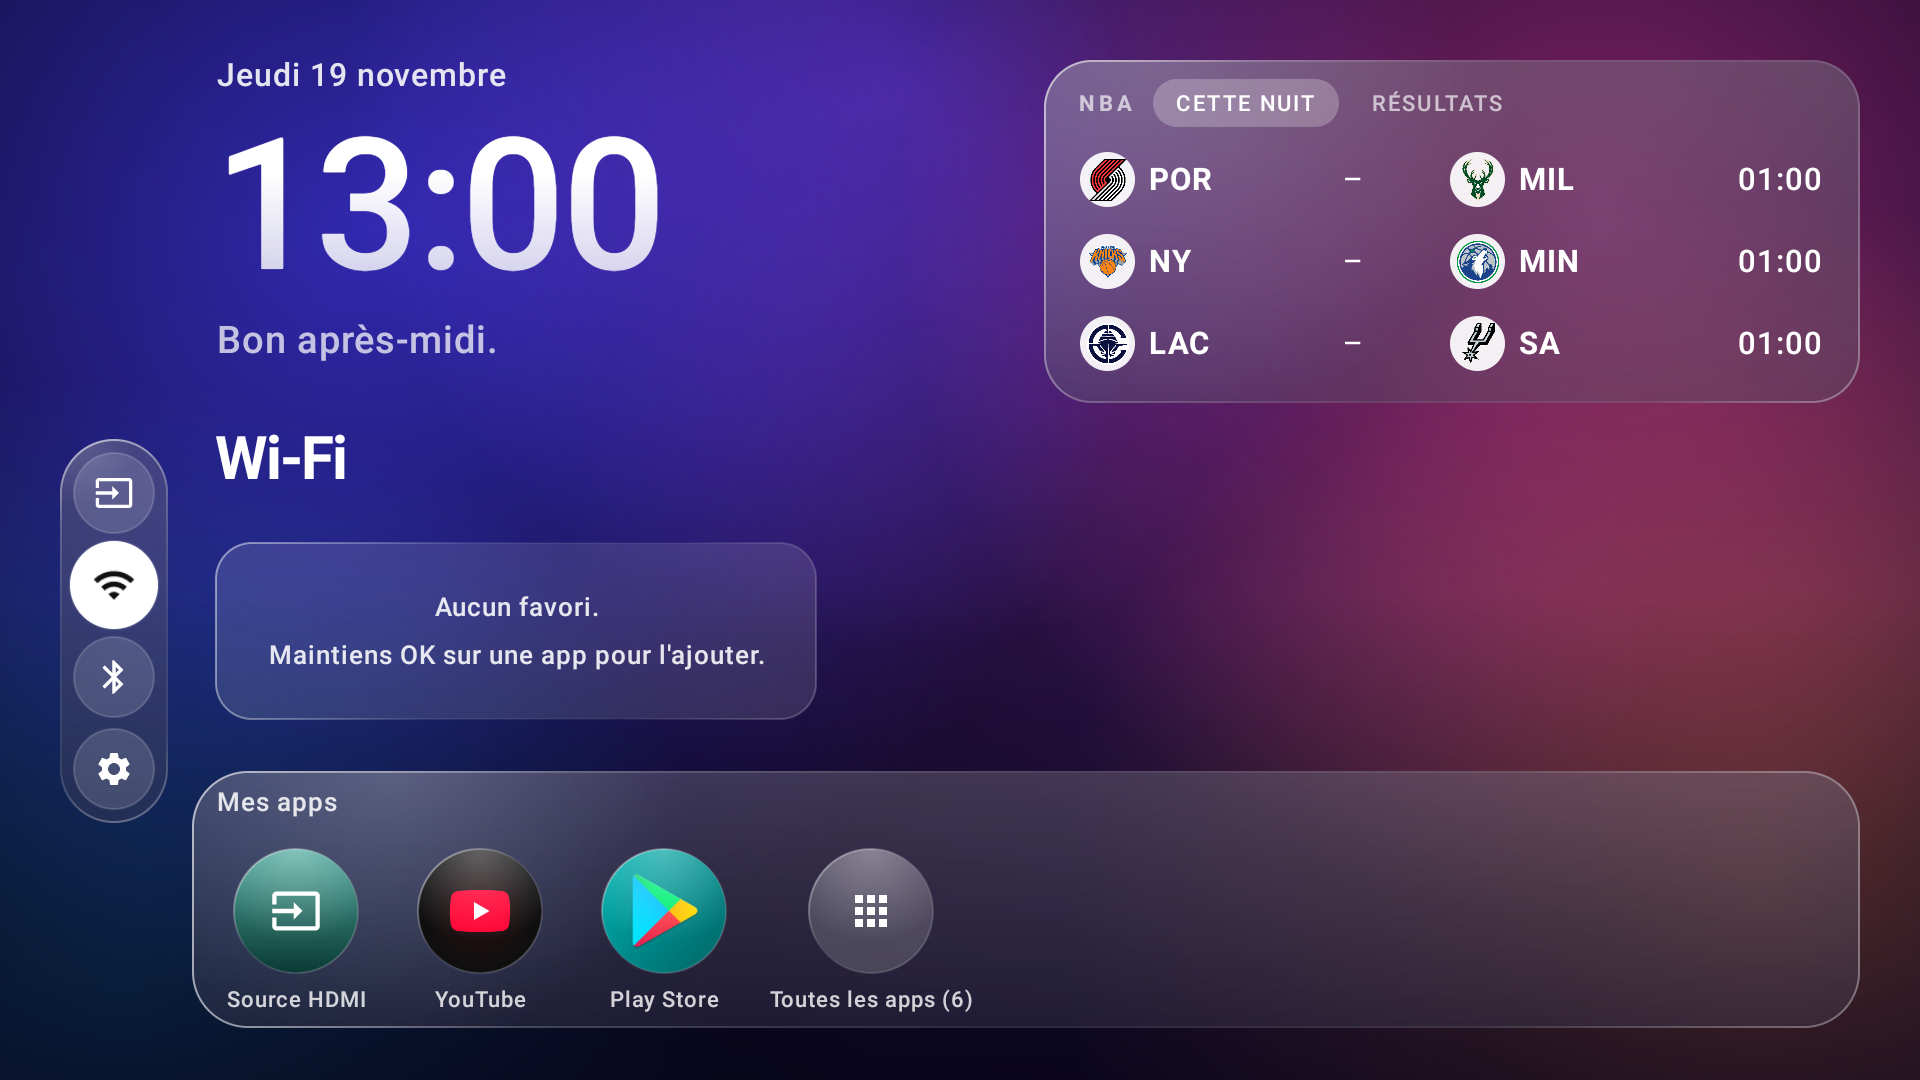 Jeudi 19 novembre
13:00
Bon après-midi.
NBA CETTE NUIT RÉSULTATS
POR – MIL 01:00
NY – MIN 01:00
LAC – SA 01:00
Wi-Fi
Aucun favori.
Maintiens OK sur une app pour l'ajouter.
Mes apps
Source HDMI YouTube Play Store Toutes les apps (6)